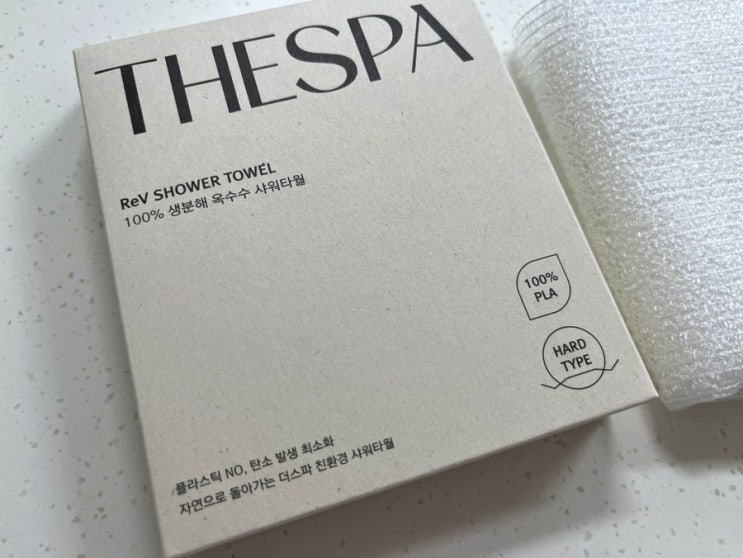 THESPA
ReV SHOWER TOWEL
100% 생분해 옥수수 샤워타월
100%
PLA
HARD
TYPE
플라스틱 NO, 탄소 발생 최소화
자연으로 돌아가는 더스파 친환경 샤워타월